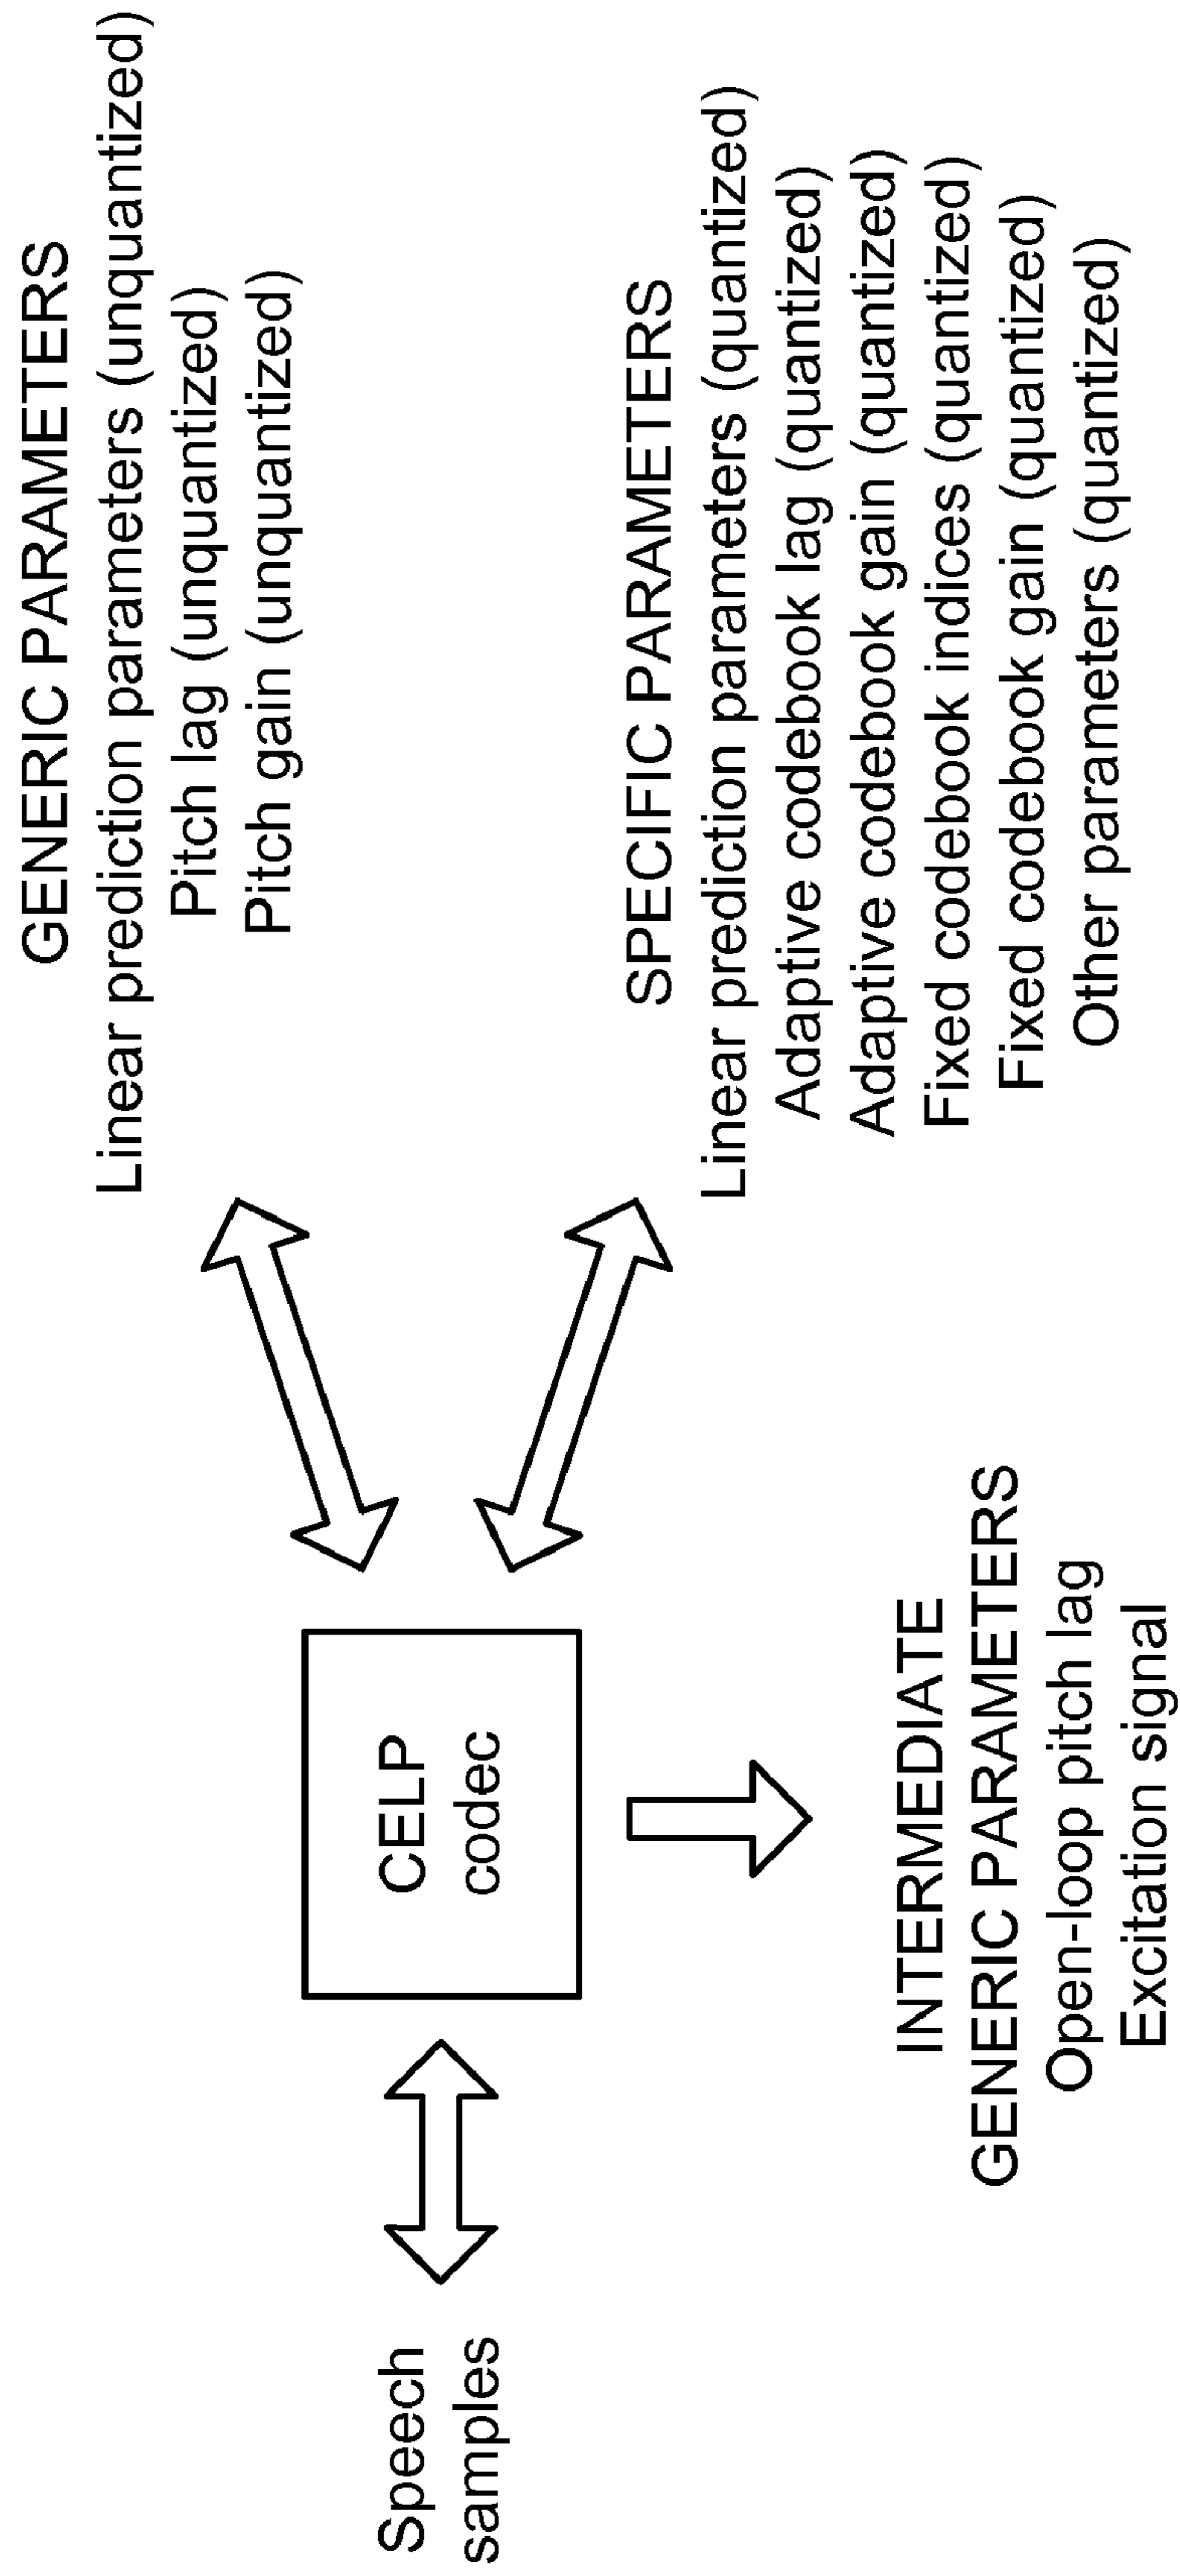 GENERIC PARAMETERS
Linear prediction parameters (unquantized)
Pitch lag (unquantized)
Pitch gain (unquantized)
Speech
samples
CELP
codec
SPECIFIC PARAMETERS
Linear prediction parameters (quantized)
Adaptive codebook lag (quantized)
Adaptive codebook gain (quantized)
Fixed codebook indices (quantized)
Fixed codebook gain (quantized)
Other parameters (quantized)
INTERMEDIATE
GENERIC PARAMETERS
Open-loop pitch lag
Excitation signal